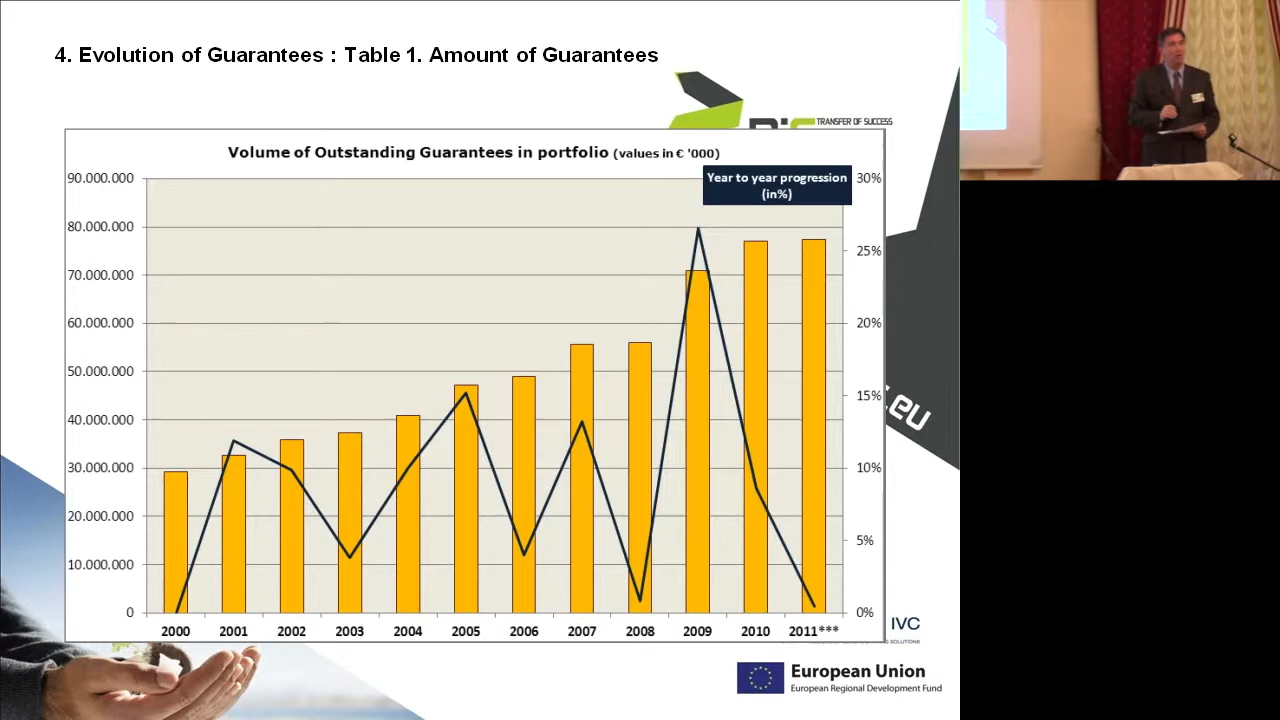 4. Evolution of Guarantees : Table 1. Amount of Guarantees
TRANSFER OF SUCCESS
Volume of Outstanding Guarantees in portfolio (values in € '000)
Year to year progression
(in%)
90.000.000
80.000.000
70.000.000
60.000.000
50.000.000
40.000.000
30.000.000
20.000.000
10.000.000
0
30%
25%
20%
15%
10%
5%
0%
2000 2001 2002 2003 2004 2005 2006 2007 2008 2009 2010 2011***
.eu
IVC
European Union
European Regional Development Fund